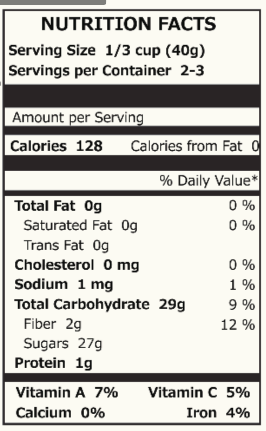 NUTRITION FACTS
Serving Size 1/3 cup (40g)
Servings per Container 2-3
Amount per Serving
Calories 128 Calories from Fat 0
% Daily Value*
Total Fat 0g 0 %
Saturated Fat 0g 0 %
Trans Fat 0g
Cholesterol 0 mg 0 %
Sodium 1 mg 1 %
Total Carbohydrate 29g 9 %
Fiber 2g 12 %
Sugars 27g
Protein 1g
Vitamin A 7% Vitamin C 5%
Calcium 0% Iron 4%